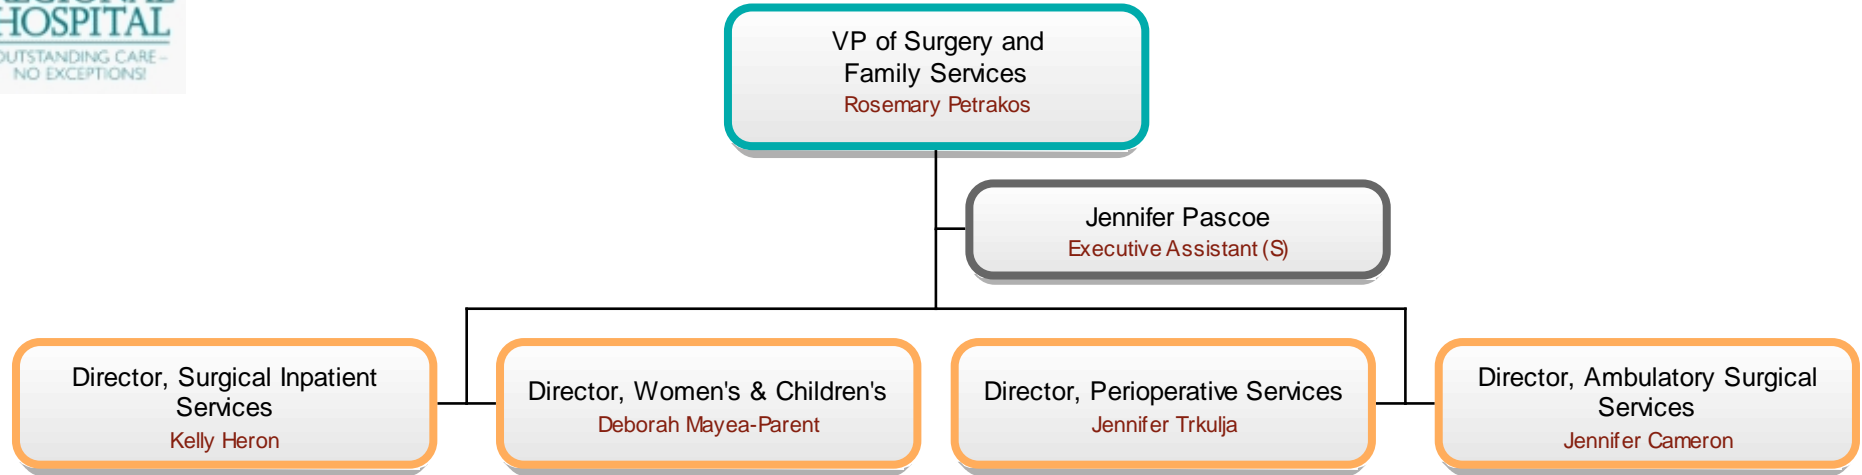 REGIONAL
HOSPITAL
OUTSTANDING CARE –
NO EXCEPTIONS!
VP of Surgery and
Family Services
Rosemary Petrakos
Jennifer Pascoe
Executive Assistant (S)
Director, Surgical Inpatient
Services
Kelly Heron
Director, Women's & Children's
Deborah Mayea-Parent
Director, Perioperative Services
Jennifer Trkulja
Director, Ambulatory Surgical
Services
Jennifer Cameron